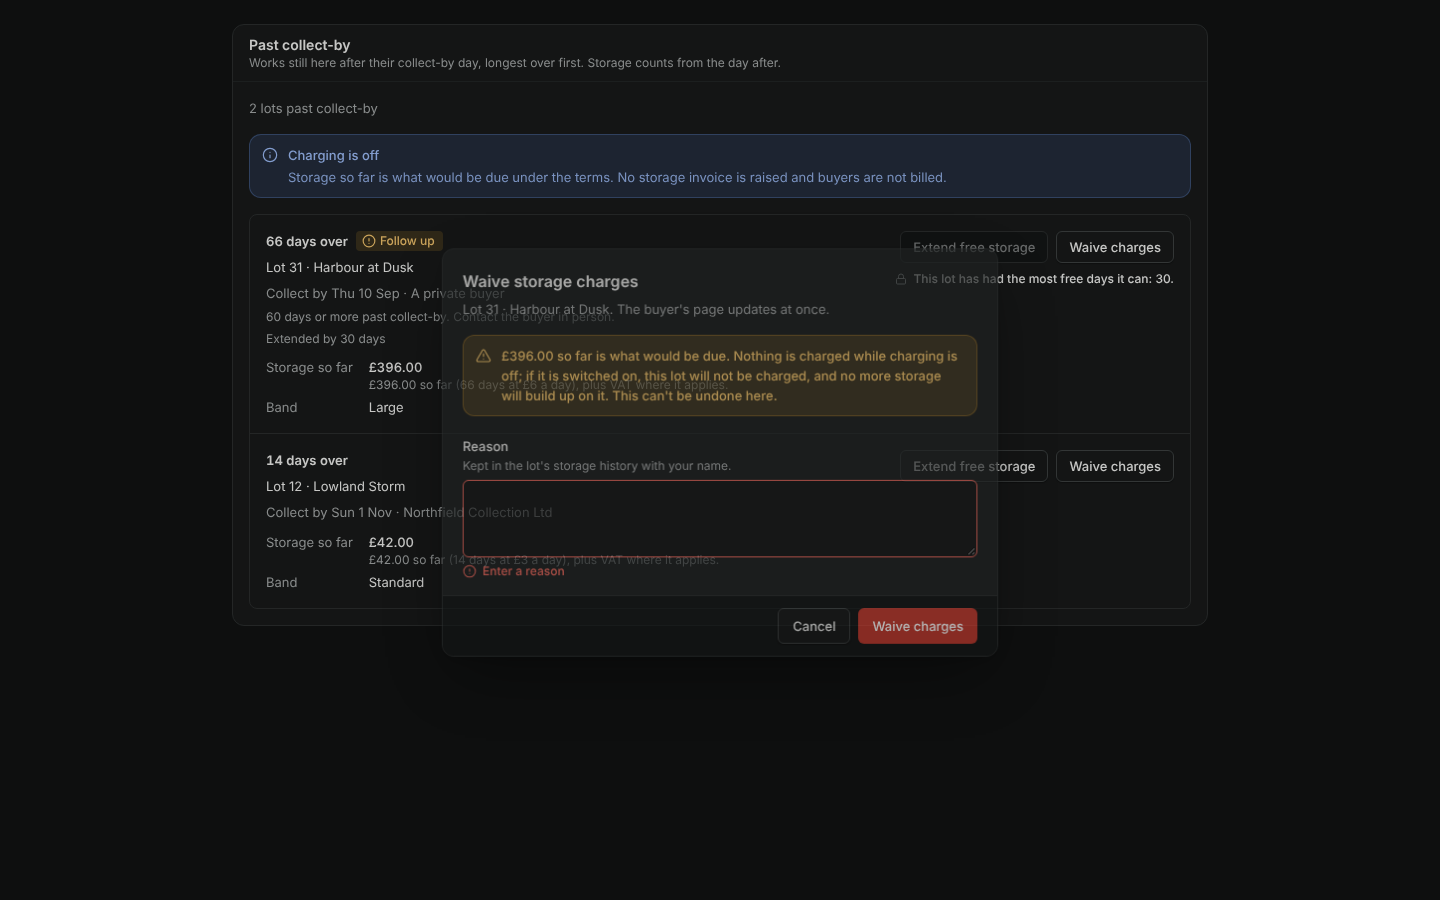 Past collect-by
Works still here after their collect-by day, longest over first. Storage counts from the day after.
2 lots past collect-by
Charging is off
Storage so far is what would be due under the terms. No storage invoice is raised and buyers are not billed.
66 days over
Follow up
Extend free storage
Waive charges
Lot 31 · Harbour at Dusk
This lot has had the most free days it can: 30.
Collect by Thu 10 Sep · A private buyer
60 days or more past collect-by. Contact the buyer in person.
Extended by 30 days
Storage so far
£396.00
£396.00 so far (66 days at £6 a day), plus VAT where it applies.
Band
Large
14 days over
Extend free storage
Waive charges
Lot 12 · Lowland Storm
Collect by Sun 1 Nov · Northfield Collection Ltd
Storage so far
£42.00
£42.00 so far (14 days at £3 a day), plus VAT where it applies.
Band
Standard
Waive storage charges
Lot 31 · Harbour at Dusk. The buyer's page updates at once.
£396.00 so far is what would be due. Nothing is charged while charging is
off; if it is switched on, this lot will not be charged, and no more storage
will build up on it. This can't be undone here.
Reason
Kept in the lot's storage history with your name.
Enter a reason
Cancel
Waive charges